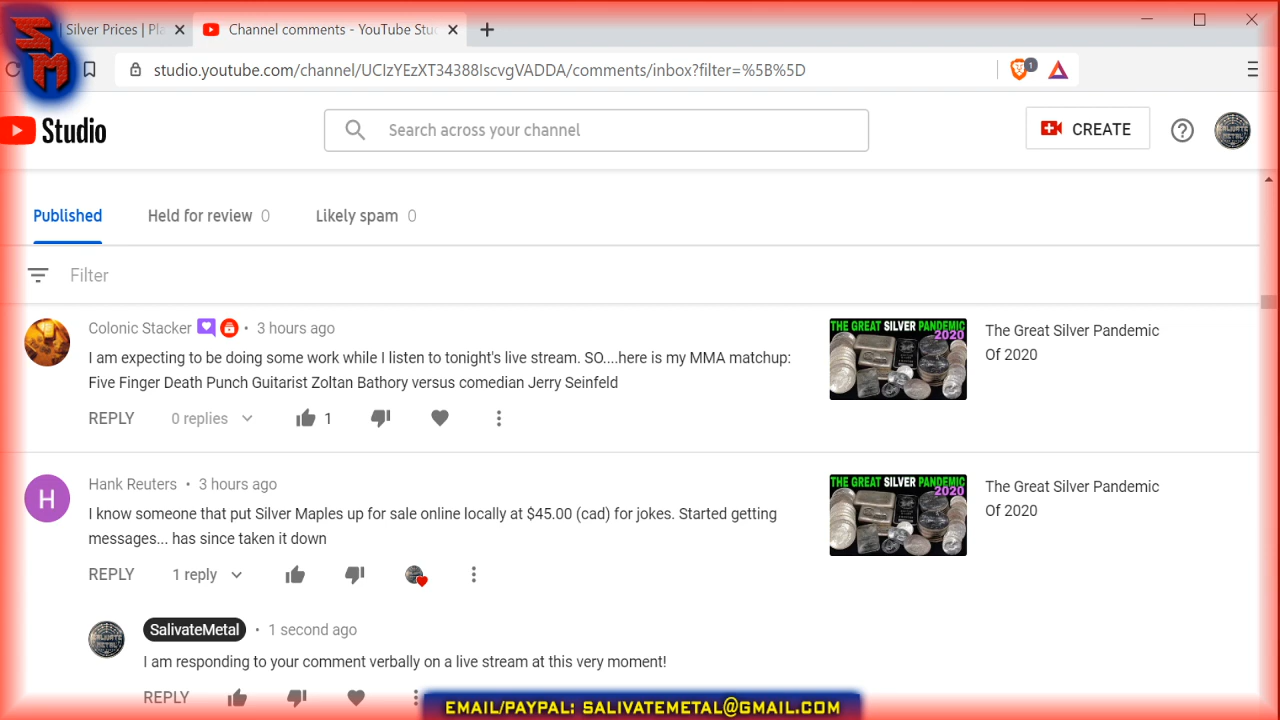 SM
Silver Prices | Pla
Channel comments - YouTube Stu
studio.youtube.com/channel/UCIzYEzXT34388IscvgVADDA/comments/inbox?filter=%5B%5D
1
Studio
Search across your channel
CREATE
Published
Held for review 0
Likely spam 0
Filter
Colonic Stacker • 3 hours ago
I am expecting to be doing some work while I listen to tonight's live stream. SO....here is my MMA matchup:
Five Finger Death Punch Guitarist Zoltan Bathory versus comedian Jerry Seinfeld
REPLY 0 replies 1
THE GREAT SILVER PANDEMIC
2020
The Great Silver Pandemic
Of 2020
H
Hank Reuters • 3 hours ago
I know someone that put Silver Maples up for sale online locally at $45.00 (cad) for jokes. Started getting
messages... has since taken it down
REPLY 1 reply
THE GREAT SILVER PANDEMIC
2020
The Great Silver Pandemic
Of 2020
SALIVATE
METAL
SalivateMetal • 1 second ago
I am responding to your comment verbally on a live stream at this very moment!
REPLY
EMAIL/PAYPAL: SALIVATEMETAL@GMAIL.COM